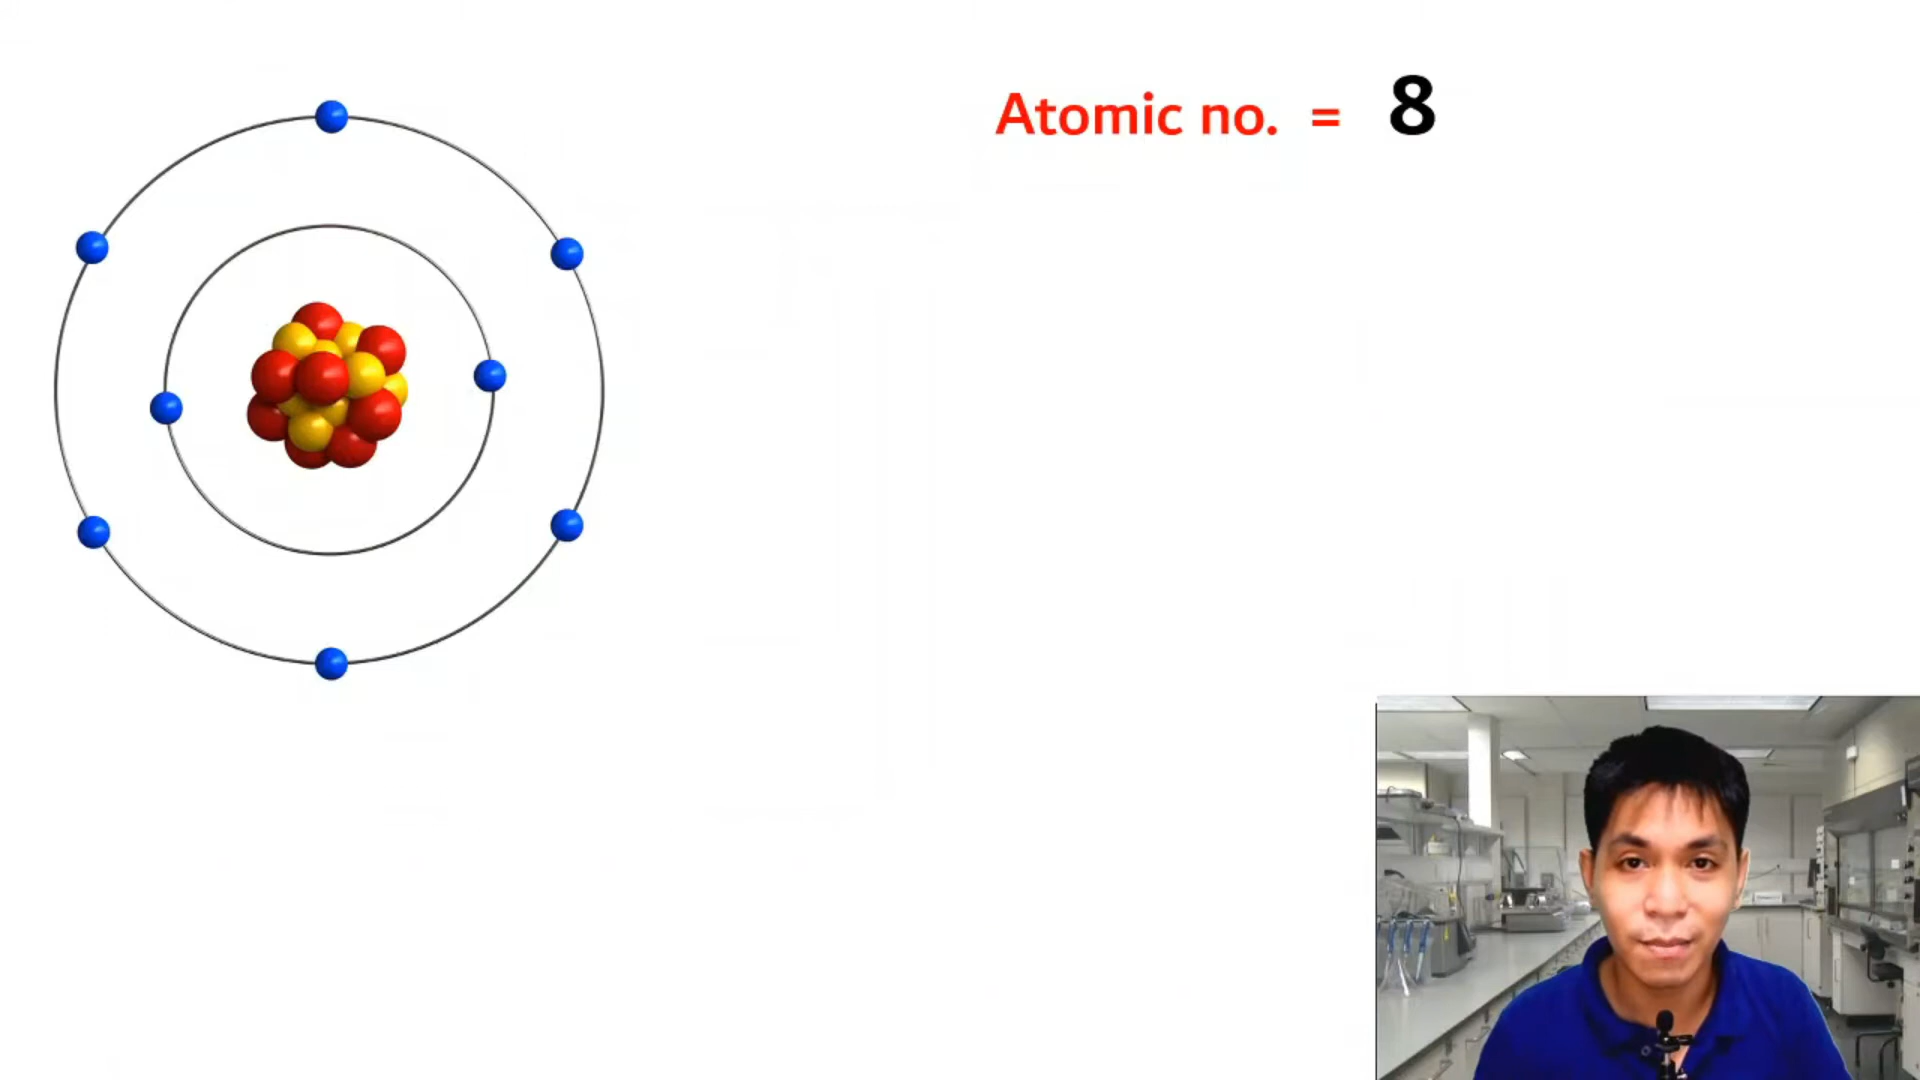 Atomic no. = 8